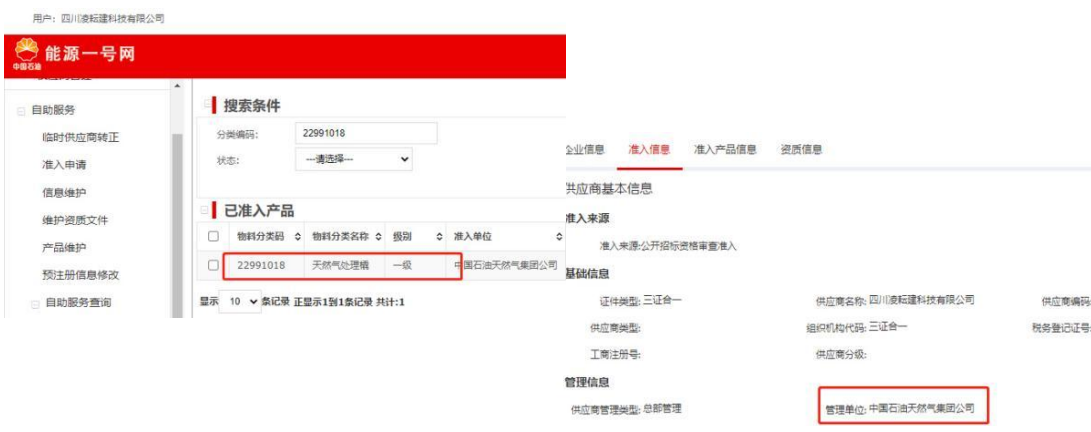 用户：四川凌耘建科技有限公司
中国石油
能源一号网
自助服务
临时供应商转正
准入申请
信息维护
维护资质文件
产品维护
预注册信息修改
自助服务查询
搜索条件
分类编码: 22991018
状态: ---请选择---
已准入产品
物料分类码 物料分类名称 级别 准入单位
22991018 天然气处理橇 一级 中国石油天然气集团公司
显示 10 条记录 正显示1到1条记录 共计:1
企业信息 准入信息 准入产品信息 资质信息
供应商基本信息
准入来源
准入来源:公开招标资格审查准入
基础信息
证件类型: 三证合一 供应商名称: 四川凌耘建科技有限公司 供应商编码:
供应商类型: 组织机构代码: 三证合一 税务登记证号:
工商注册号: 供应商分级:
管理信息
供应商管理类型: 总部管理 管理单位: 中国石油天然气集团公司